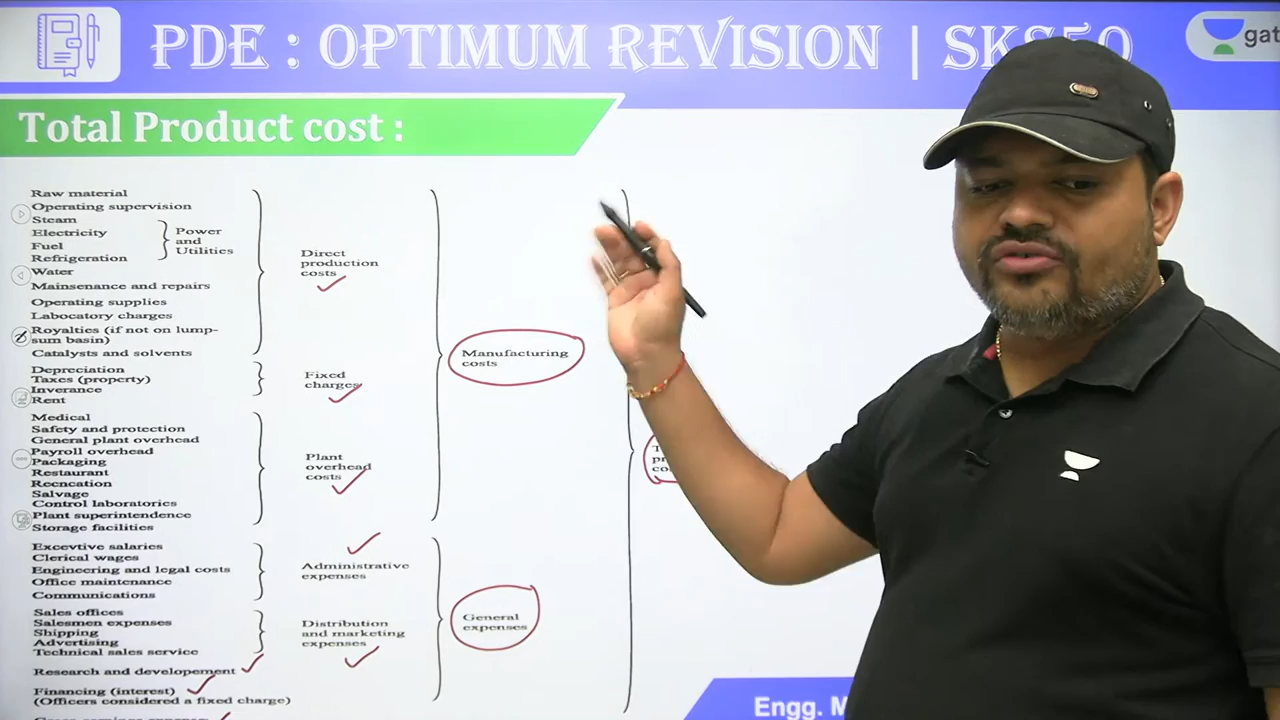 PDE : OPTIMUM REVISION | SKS50
gat
Total Product cost :
Raw material
Operating supervision
Steam
Electricity
Fuel
Refrigeration
Power
and
Utilities
Water
Mainsenance and repairs
Operating supplies
Labocatory charges
Royalties (if not on lump-
sum basin)
Catalysts and solvents
Direct
production
costs
Depreciation
Taxes (property)
Inverance
Rent
Fixed
charges
Medical
Safety and protection
General plant overhead
Payroll overhead
Packaging
Restaurant
Recncation
Salvage
Control laboratories
Plant superintendence
Storage facilities
Plant
overhead
costs
Manufacturing
costs
Excevtive salaries
Clerical wages
Engineering and legal costs
Office maintenance
Communications
Administrative
expenses
Sales offices
Salesmen expenses
Shipping
Advertising
Technical sales service
Distribution
and marketing
expenses
General
expenses
Research and developement
Financing (interest)
(Officers considered a fixed charge)
Engg. M